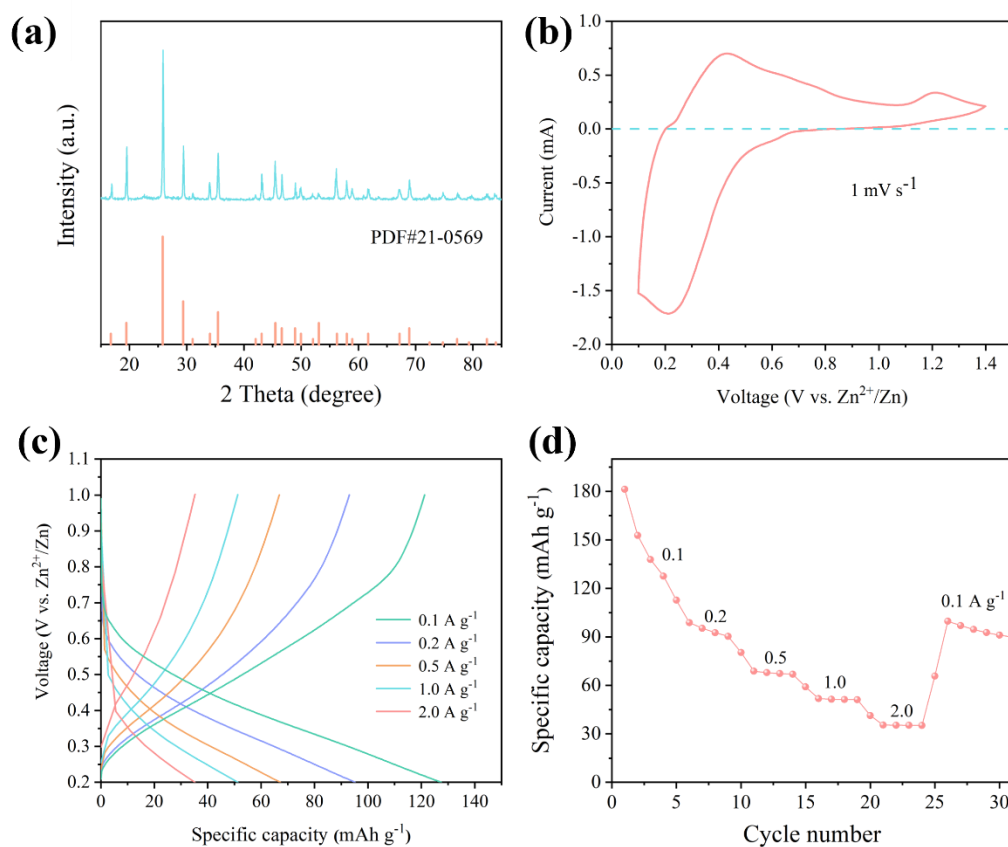 (a)
Intensity (a.u.)
PDF#21-0569
20 30 40 50 60 70 80
2 Theta (degree)
(b)
1.0
0.5
0.0
-0.5
-1.0
-1.5
-2.0
Current (mA)
1 mV s⁻¹
0.0 0.2 0.4 0.6 0.8 1.0 1.2 1.4
Voltage (V vs. Zn²⁺/Zn)
(c)
1.1
1.0
0.9
0.8
0.7
0.6
0.5
0.4
0.3
0.2
Voltage (V vs. Zn²⁺/Zn)
0.1 A g⁻¹
0.2 A g⁻¹
0.5 A g⁻¹
1.0 A g⁻¹
2.0 A g⁻¹
0 20 40 60 80 100 120 140
Specific capacity (mAh g⁻¹)
(d)
180
150
120
90
60
30
0
Specific capacity (mAh g⁻¹)
0.1
0.2
0.5
1.0
2.0
0.1 A g⁻¹
0 5 10 15 20 25 30
Cycle number